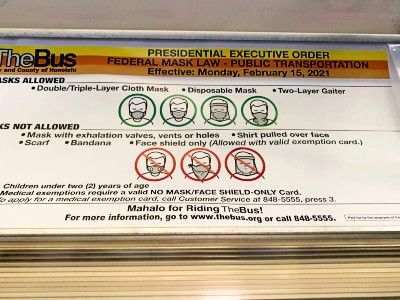 TheBus
PRESIDENTIAL EXECUTIVE ORDER
FEDERAL MASK LAW - PUBLIC TRANSPORTATION
y and County of Honolulu
Effective: Monday, February 15, 2021
ASKS ALLOWED
• Double/Triple-Layer Cloth Mask • Disposable Mask • Two-Layer Gaiter
KS NOT ALLOWED
• Mask with exhalation valves, vents or holes • Shirt pulled over face
• Scarf • Bandana • Face shield only (Allowed with valid exemption card.)
Children under two (2) years of age
Medical exemptions require a valid NO MASK/FACE SHIELD-ONLY Card.
To apply for a medical exemption card, call Customer Service at 848-5555, press 3.
Mahalo for Riding TheBus!
For more information, go to www.thebus.org or call 848-5555.